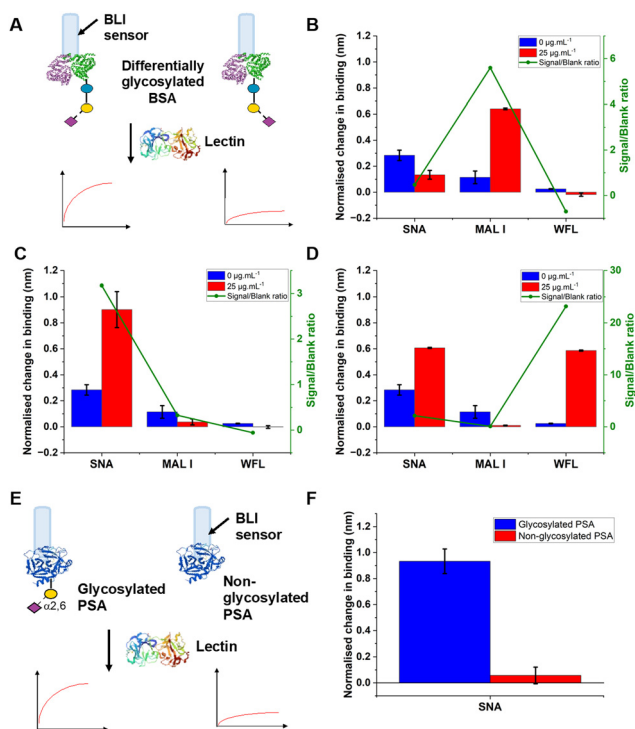 A
BLI
sensor
Differentially
glycosylated
BSA
Lectin
B
Normalised change in binding (nm)
1.2
1.0
0.8
0.6
0.4
0.2
0.0
−0.2
0 µg.mL⁻¹
25 µg.mL⁻¹
Signal/Blank ratio
6
4
2
0
Signal/Blank ratio
SNA
MAL I
WFL
C
Normalised change in binding (nm)
1.2
1.0
0.8
0.6
0.4
0.2
0.0
−0.2
0 µg.mL⁻¹
25 µg.mL⁻¹
Signal/Blank ratio
3
2
1
0
Signal/Blank ratio
SNA
MAL I
WFL
D
Normalised change in binding (nm)
1.2
1.0
0.8
0.6
0.4
0.2
0.0
−0.2
0 µg.mL⁻¹
25 µg.mL⁻¹
Signal/Blank ratio
30
20
10
0
Signal/Blank ratio
SNA
MAL I
WFL
E
BLI
sensor
α2,6
Glycosylated
PSA
Non-
glycosylated
PSA
Lectin
F
Normalised change in binding (nm)
1.2
1.0
0.8
0.6
0.4
0.2
0.0
Glycosylated PSA
Non-glycosylated PSA
SNA